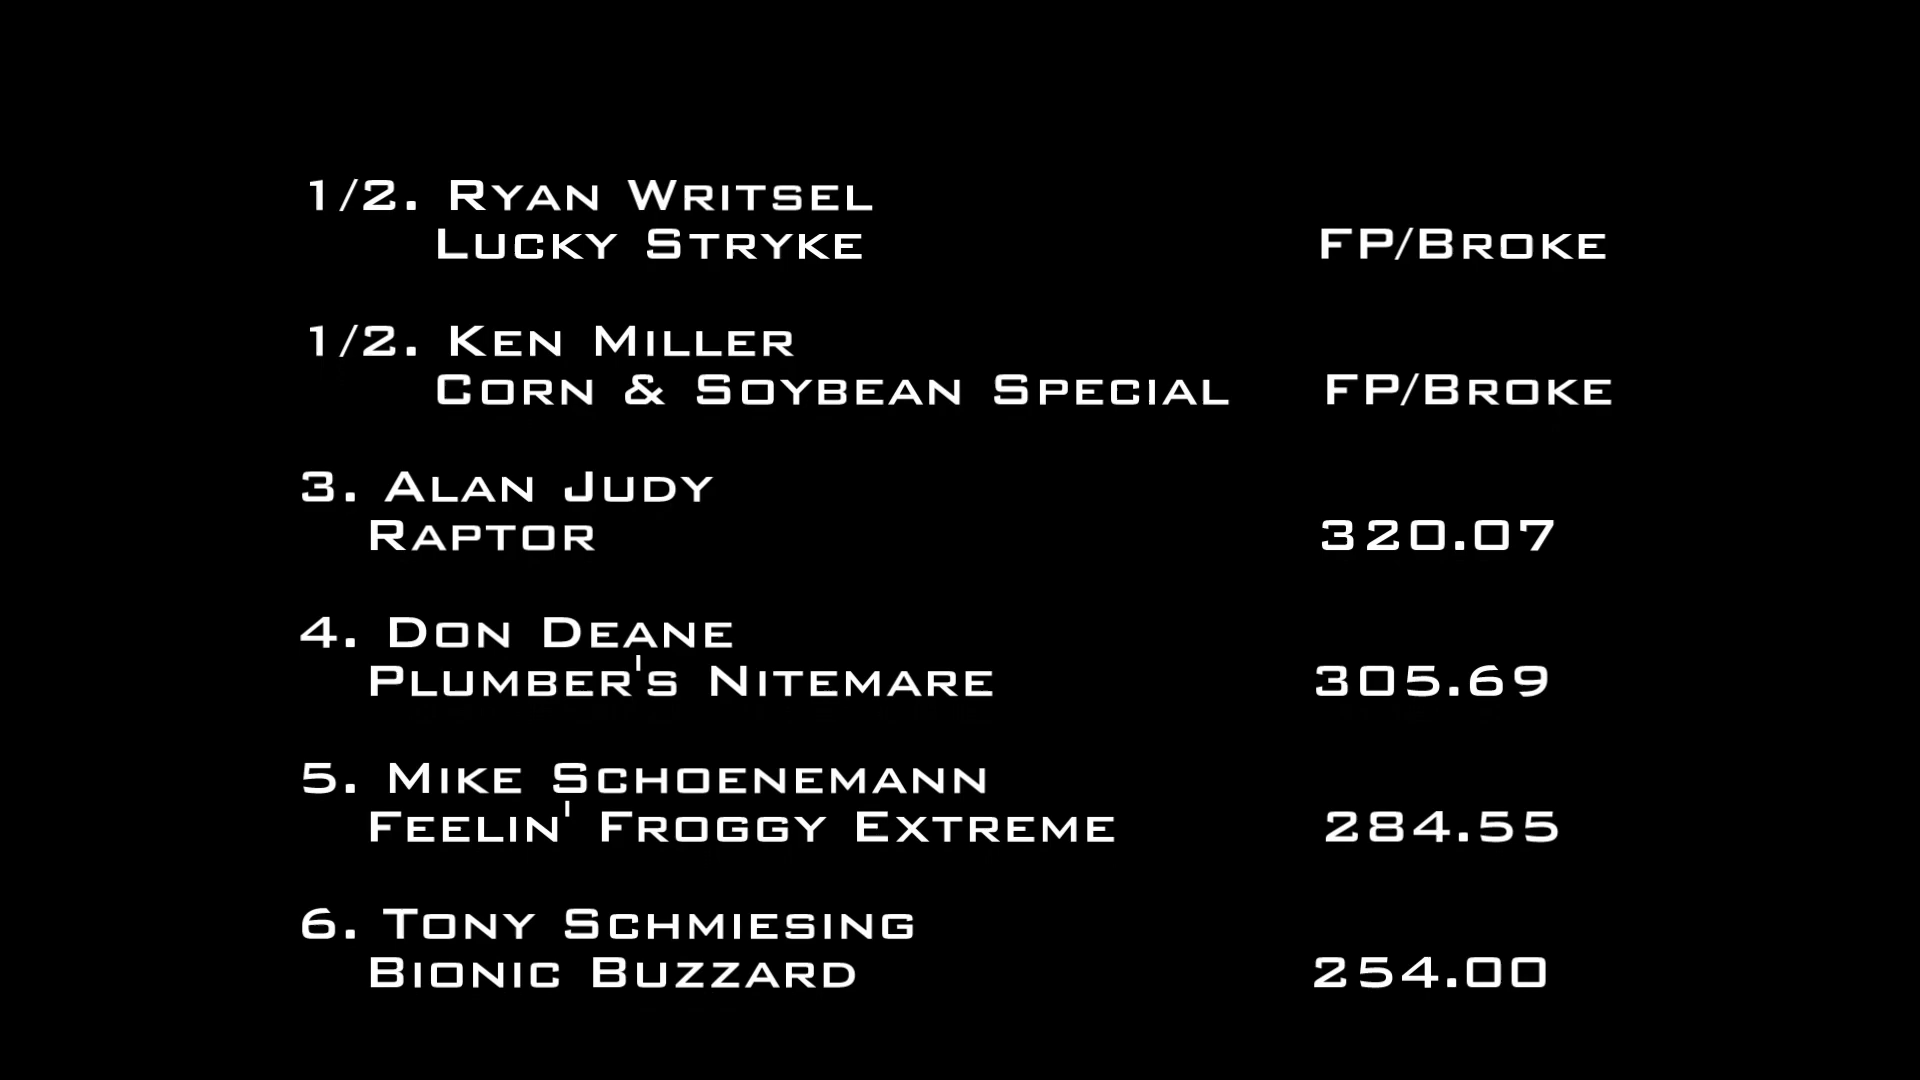 1/2. Ryan Writsel
Lucky Stryke FP/Broke
1/2. Ken Miller
Corn & Soybean Special FP/Broke
3. Alan Judy
Raptor 320.07
4. Don Deane
Plumber's Nitemare 305.69
5. Mike Schoenemann
Feelin' Froggy Extreme 284.55
6. Tony Schmiesing
Bionic Buzzard 254.00